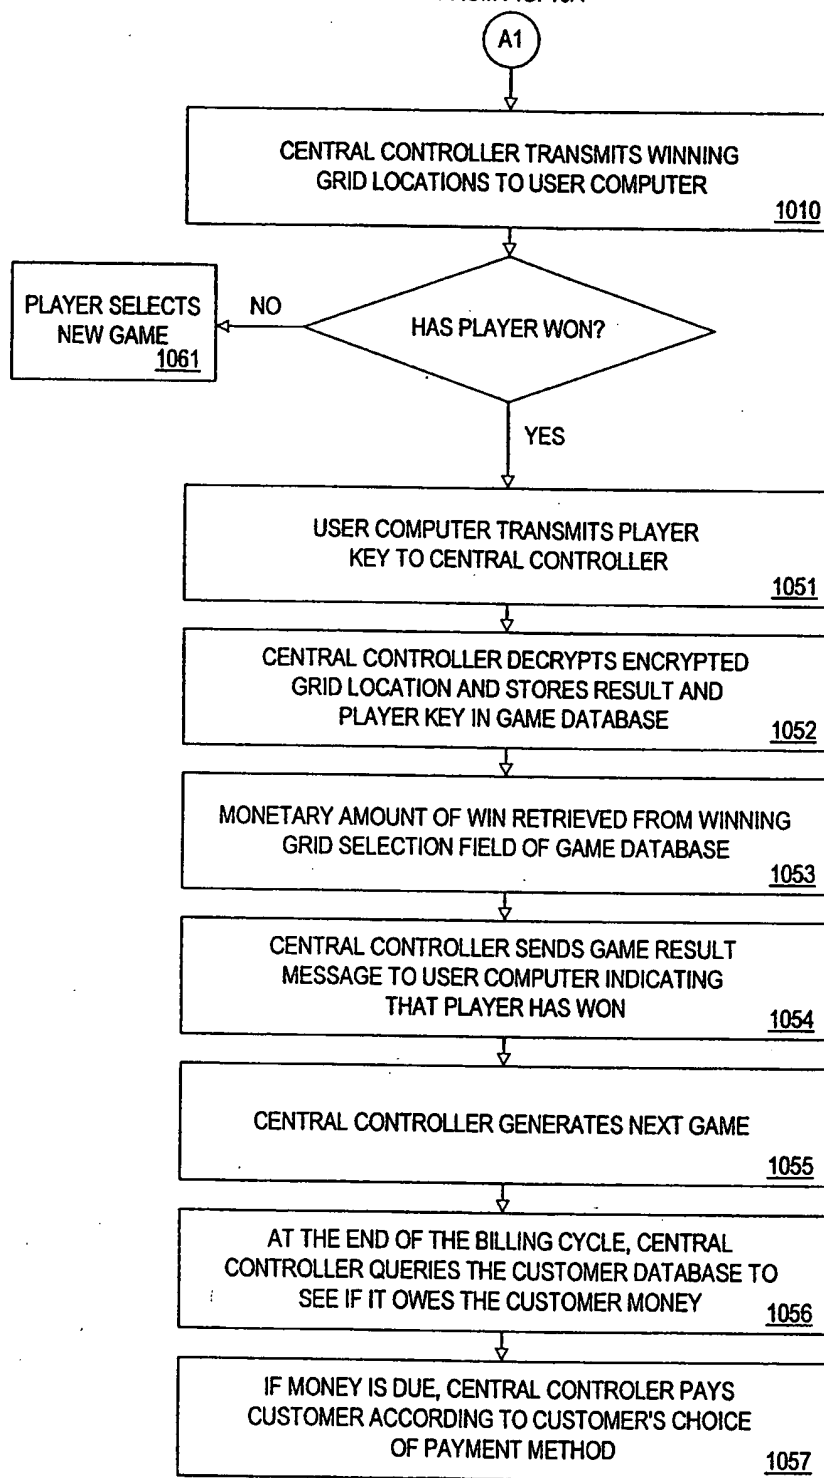 A1
CENTRAL CONTROLLER TRANSMITS WINNING
GRID LOCATIONS TO USER COMPUTER
1010
HAS PLAYER WON?
NO
PLAYER SELECTS
NEW GAME
1061
YES
USER COMPUTER TRANSMITS PLAYER
KEY TO CENTRAL CONTROLLER
1051
CENTRAL CONTROLLER DECRYPTS ENCRYPTED
GRID LOCATION AND STORES RESULT AND
PLAYER KEY IN GAME DATABASE
1052
MONETARY AMOUNT OF WIN RETRIEVED FROM WINNING
GRID SELECTION FIELD OF GAME DATABASE
1053
CENTRAL CONTROLLER SENDS GAME RESULT
MESSAGE TO USER COMPUTER INDICATING
THAT PLAYER HAS WON
1054
CENTRAL CONTROLLER GENERATES NEXT GAME
1055
AT THE END OF THE BILLING CYCLE, CENTRAL
CONTROLLER QUERIES THE CUSTOMER DATABASE TO
SEE IF IT OWES THE CUSTOMER MONEY
1056
IF MONEY IS DUE, CENTRAL CONTROLER PAYS
CUSTOMER ACCORDING TO CUSTOMER'S CHOICE
OF PAYMENT METHOD
1057